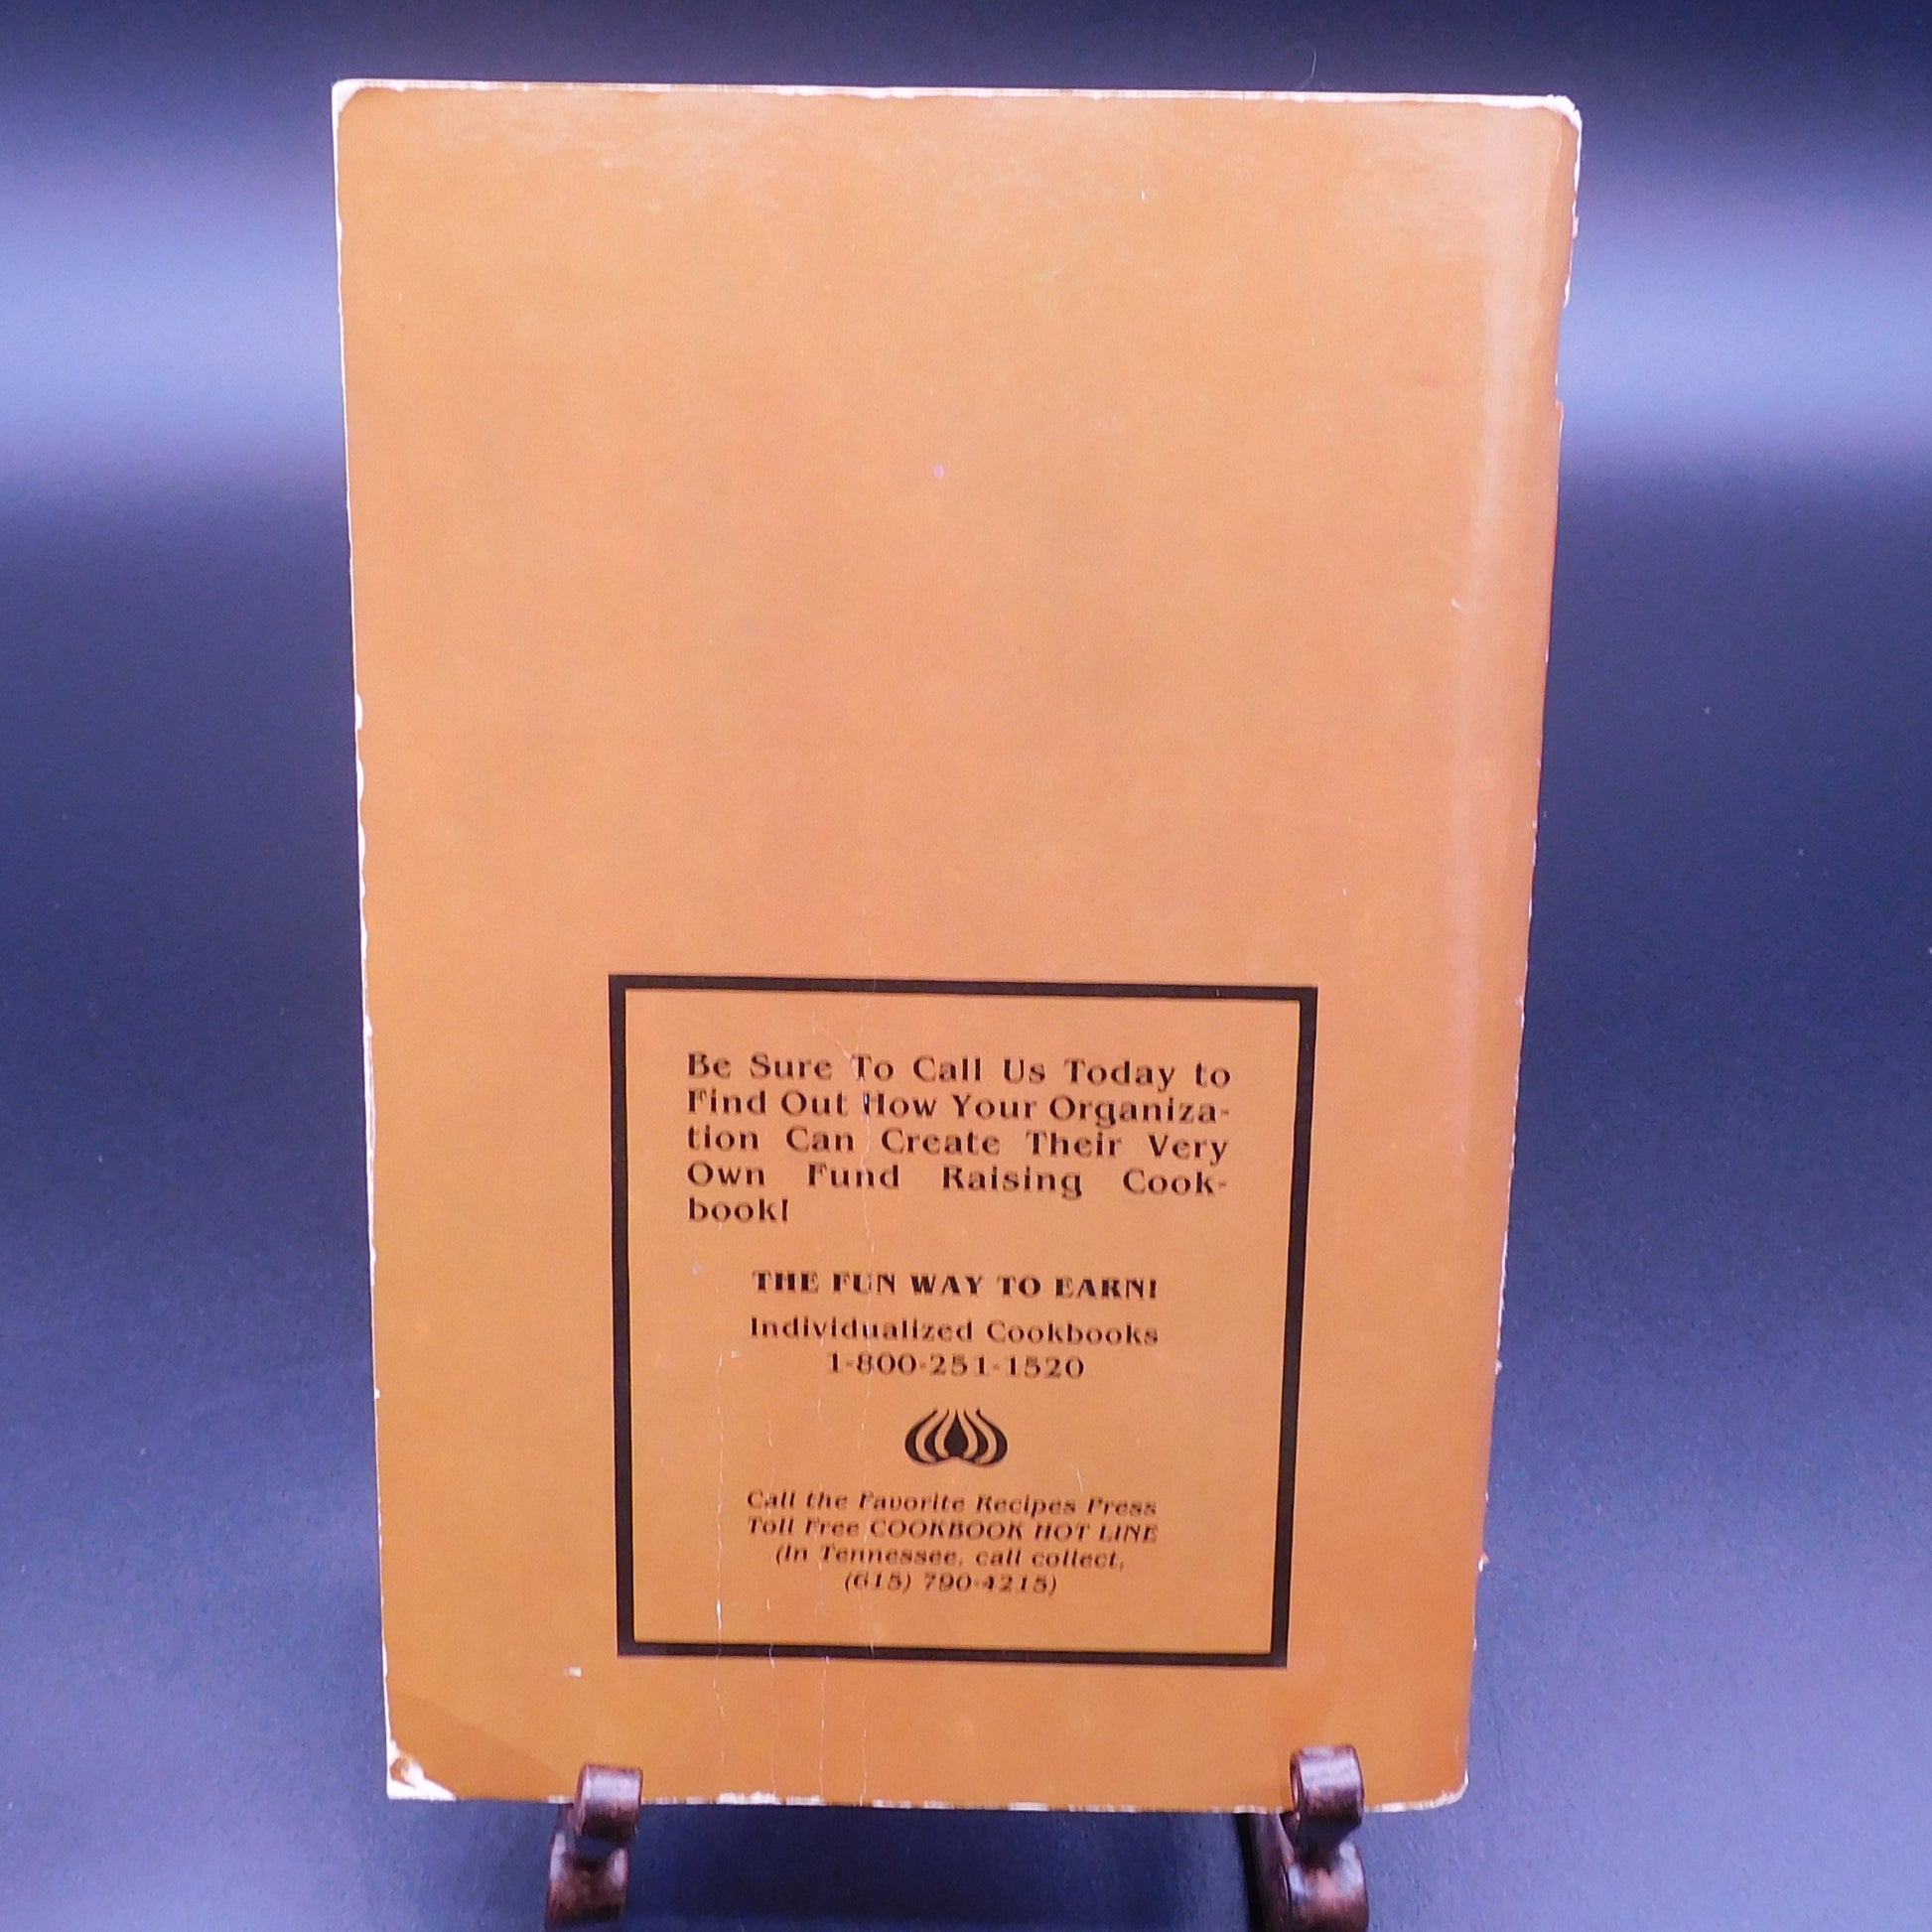 Be Sure To Call Us Today to
Find Out How Your Organiza-
tion Can Create Their Very
Own Fund Raising Cook-
book!
THE FUN WAY TO EARN!
Individualized Cookbooks
1-800-251-1520
Call the Favorite Recipes Press
Toll Free COOKBOOK HOT LINE
(In Tennessee, call collect,
(615) 790-4215)